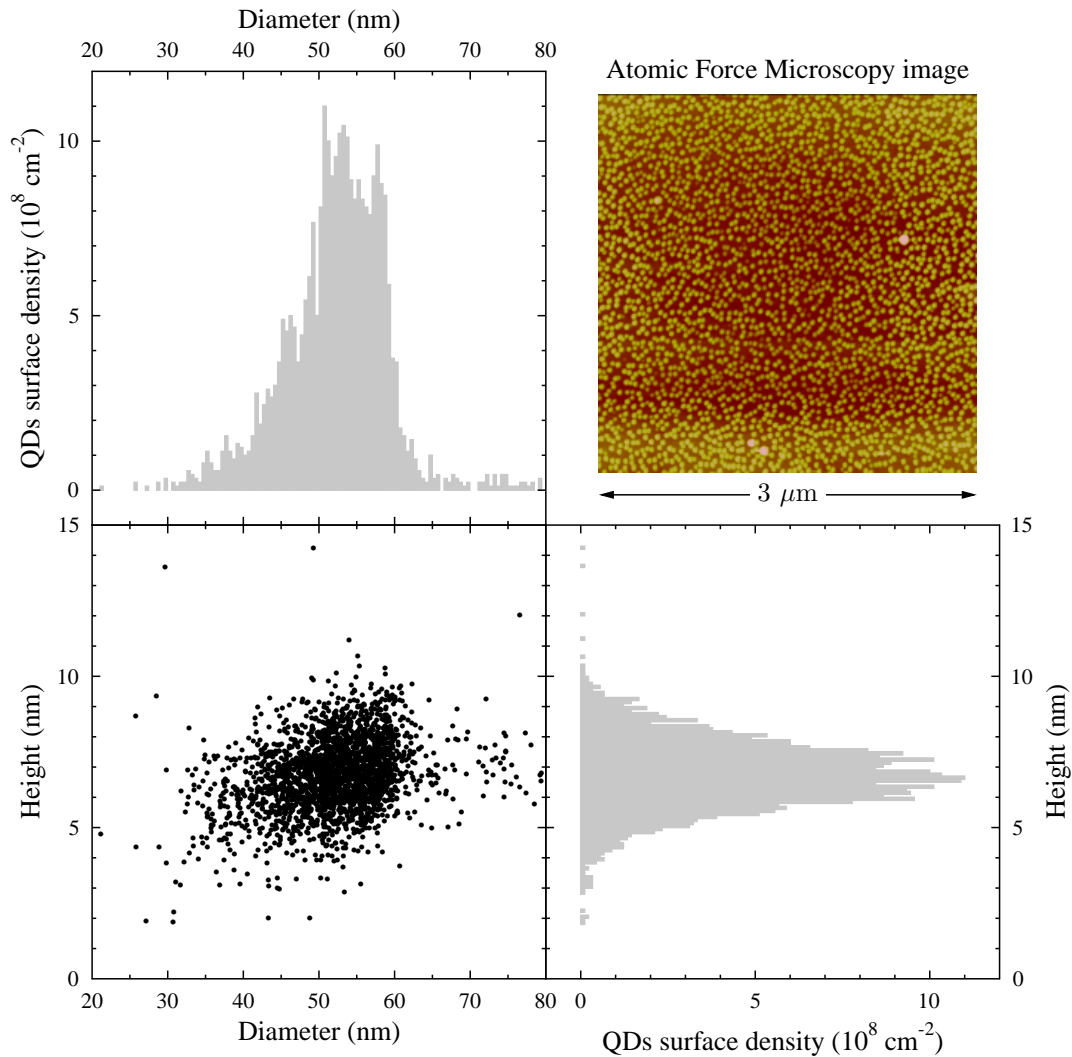 Diameter (nm)
20 30 40 50 60 70 80
Atomic Force Microscopy image
QDs surface density (10^8 cm^-2)
10
5
0
3 μm
15
10
5
0
Height (nm)
20 30 40 50 60 70 80
Diameter (nm)
15
10
5
0
Height (nm)
0 5 10
QDs surface density (10^8 cm^-2)